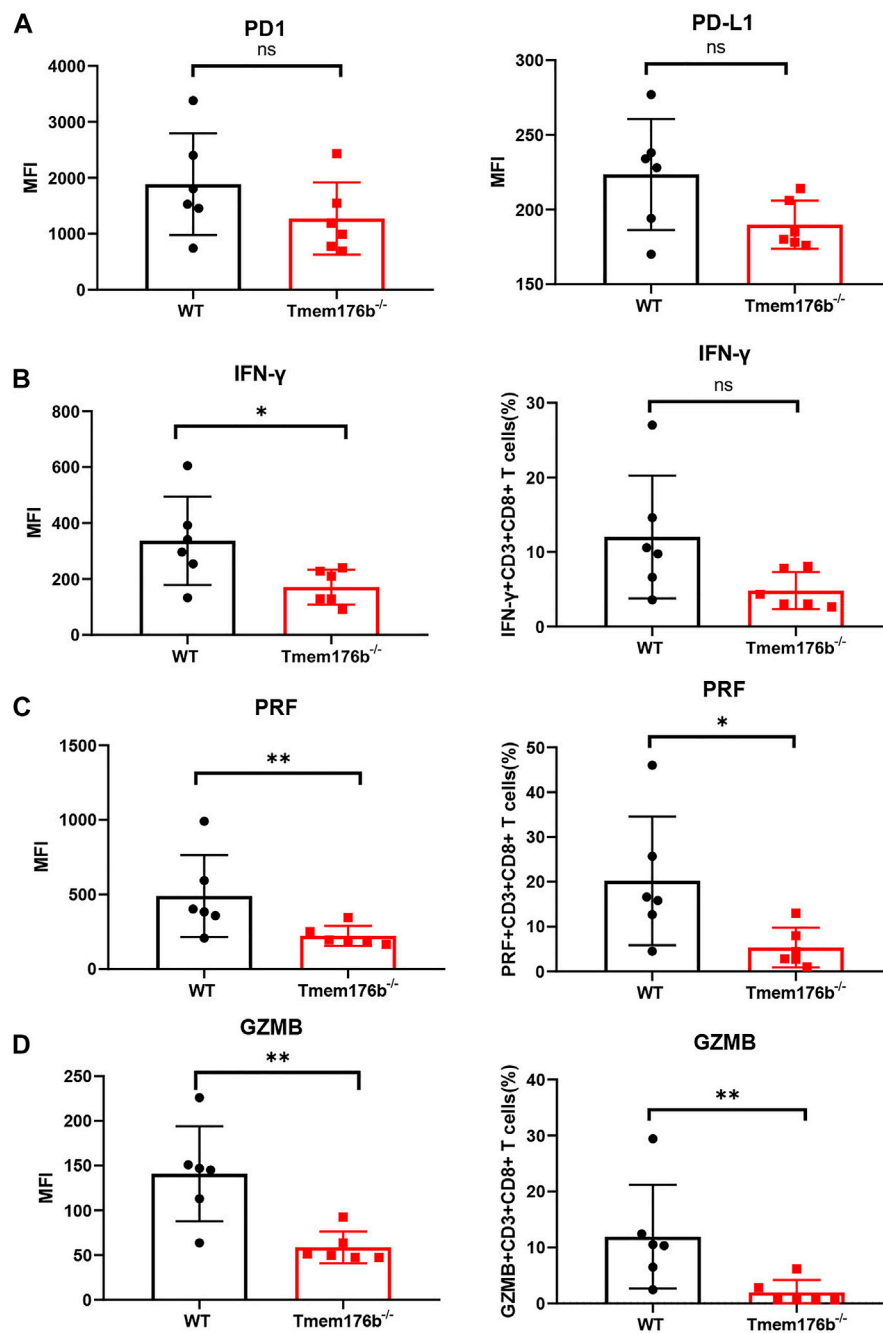 A
PD1
ns
4000
3000
2000
1000
0
MFI
WT
Tmem176b-/-
PD-L1
ns
300
250
200
150
MFI
WT
Tmem176b-/-
B
IFN-γ
*
800
600
400
200
0
MFI
WT
Tmem176b-/-
IFN-γ
ns
30
20
10
0
IFN-γ+CD3+CD8+ T cells(%)
WT
Tmem176b-/-
C
PRF
**
1500
1000
500
0
MFI
WT
Tmem176b-/-
PRF
*
50
40
30
20
10
0
PRF+CD3+CD8+ T cells(%)
WT
Tmem176b-/-
D
GZMB
**
250
200
150
100
50
0
MFI
WT
Tmem176b-/-
GZMB
**
40
30
20
10
0
GZMB+CD3+CD8+ T cells(%)
WT
Tmem176b-/-